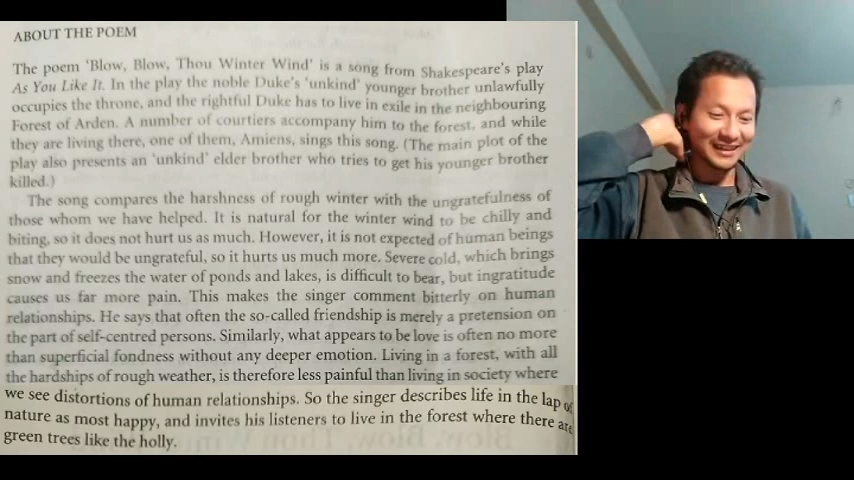 ABOUT THE POEM
The poem 'Blow, Blow, Thou Winter Wind' is a song from Shakespeare's play
As You Like It. In the play the noble Duke's 'unkind' younger brother unlawfully
occupies the throne, and the rightful Duke has to live in exile in the neighbouring
Forest of Arden. A number of courtiers accompany him to the forest, and while
they are living there, one of them, Amiens, sings this song. (The main plot of the
play also presents an 'unkind' elder brother who tries to get his younger brother
killed.)
The song compares the harshness of rough winter with the ungratefulness of
those whom we have helped. It is natural for the winter wind to be chilly and
biting, so it does not hurt us as much. However, it is not expected of human beings
that they would be ungrateful, so it hurts us much more. Severe cold, which brings
snow and freezes the water of ponds and lakes, is difficult to bear, but ingratitude
causes us far more pain. This makes the singer comment bitterly on human
relationships. He says that often the so-called friendship is merely a pretension on
the part of self-centred persons. Similarly, what appears to be love is often no more
than superficial fondness without any deeper emotion. Living in a forest, with all
the hardships of rough weather, is therefore less painful than living in society where
we see distortions of human relationships. So the singer describes life in the lap of
nature as most happy, and invites his listeners to live in the forest where there are
green trees like the holly.